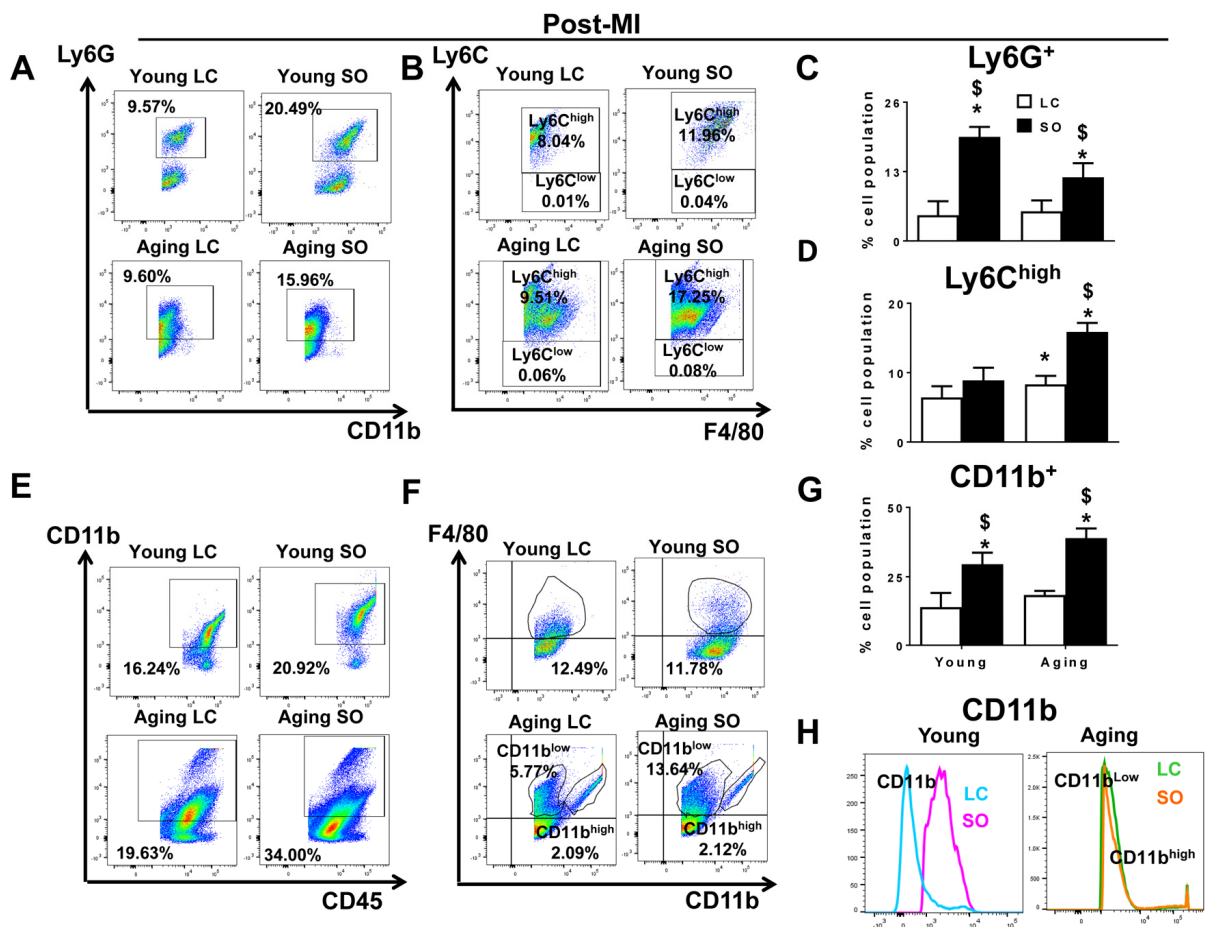 Post-MI
A
Ly6G
Young LC
9.57%
Young SO
20.49%
Aging LC
9.60%
Aging SO
15.96%
CD11b
B
Ly6C
Young LC
Ly6Chigh
8.04%
Ly6Clow
0.01%
Young SO
Ly6Chigh
11.96%
Ly6Clow
0.04%
Aging LC
Ly6Chigh
9.51%
Ly6Clow
0.06%
Aging SO
Ly6Chigh
17.25%
Ly6Clow
0.08%
F4/80
C
Ly6G+
LC
SO
% cell population
26
13
0
$
*
$
*
D
Ly6Chigh
% cell population
20
10
0
*
$
*
E
CD11b
Young LC
16.24%
Young SO
20.92%
Aging LC
19.63%
Aging SO
34.00%
CD45
F
F4/80
Young LC
12.49%
Young SO
11.78%
Aging LC
CD11blow
5.77%
CD11bhigh
2.09%
Aging SO
CD11blow
13.64%
CD11bhigh
2.12%
CD11b
G
CD11b+
% cell population
50
25
0
$
*
$
*
Young
Aging
H
CD11b
Young
CD11b
LC
SO
250
200
150
100
50
0
Aging
CD11bLow
LC
SO
CD11bhigh